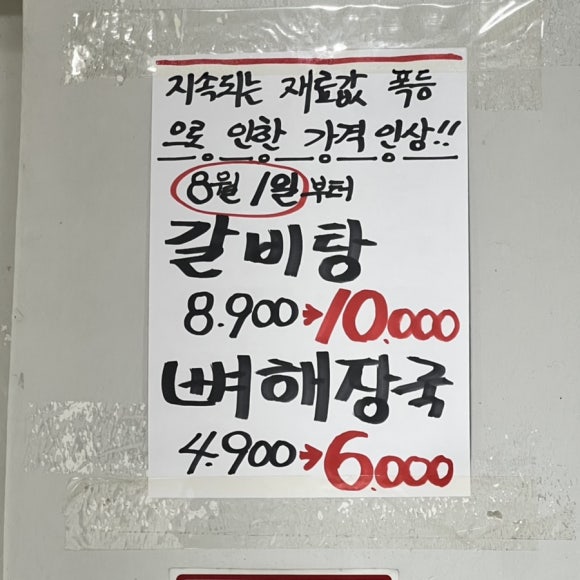 지속되는 재료값 폭등
으로 인한 가격인상!!
8월 1일부터
갈비탕
8.900→10.000
뼈해장국
4.900→6.000